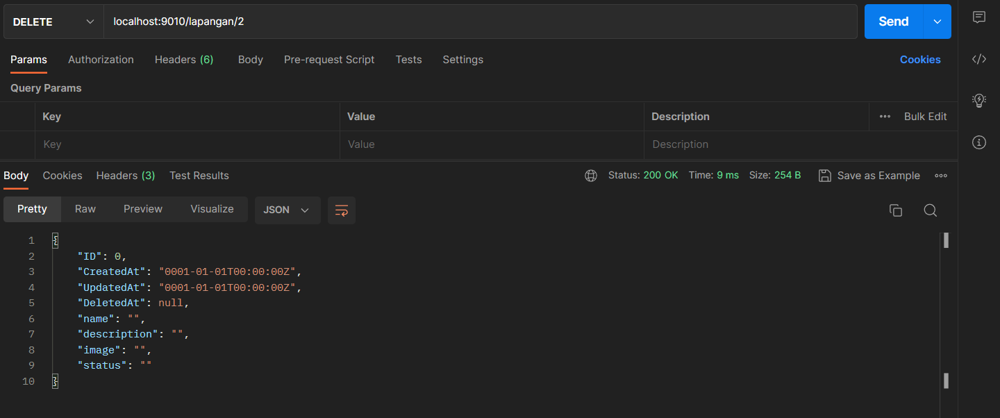 DELETE localhost:9010/lapangan/2 Send
Params Authorization Headers (6) Body Pre-request Script Tests Settings Cookies
Query Params
Key Value Description Bulk Edit
Key Value Description
Body Cookies Headers (3) Test Results Status: 200 OK Time: 9 ms Size: 254 B Save as Example
Pretty Raw Preview Visualize JSON
1 {
2 "ID": 0,
3 "CreatedAt": "0001-01-01T00:00:00Z",
4 "UpdatedAt": "0001-01-01T00:00:00Z",
5 "DeletedAt": null,
6 "name": "",
7 "description": "",
8 "image": "",
9 "status": ""
10 }